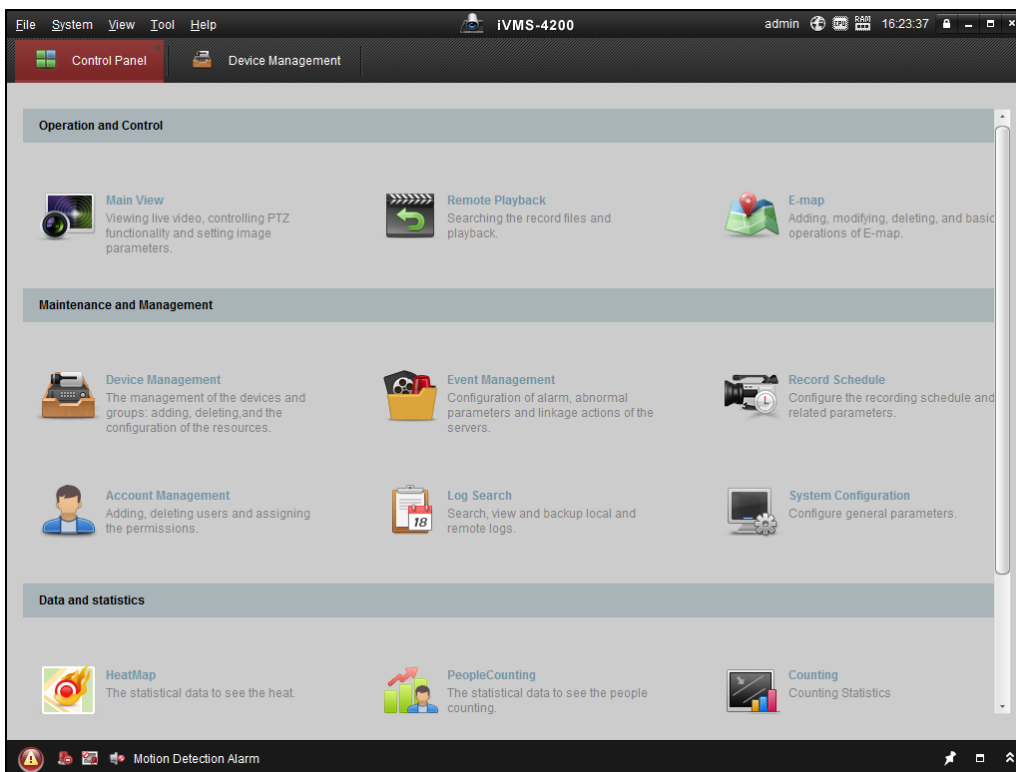 File System View Tool Help iVMS-4200 admin CPU RAM 16:23:37
Control Panel Device Management
Operation and Control
Main View
Viewing live video, controlling PTZ
functionality and setting image
parameters.
Remote Playback
Searching the record files and
playback.
E-map
Adding, modifying, deleting, and basic
operations of E-map.
Maintenance and Management
Device Management
The management of the devices and
groups: adding, deleting,and the
configuration of the resources.
Event Management
Configuration of alarm, abnormal
parameters and linkage actions of the
servers.
Record Schedule
Configure the recording schedule and
related parameters.
Account Management
Adding, deleting users and assigning
the permissions.
18
Log Search
Search, view and backup local and
remote logs.
System Configuration
Configure general parameters.
Data and statistics
HeatMap
The statistical data to see the heat.
PeopleCounting
The statistical data to see the people
counting.
Counting
Counting Statistics
Motion Detection Alarm